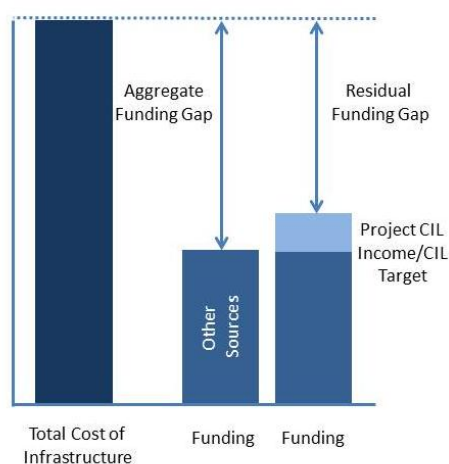 Aggregate
Funding Gap
Residual
Funding Gap
Project CIL
Income/CIL
Target
Other
Sources
Total Cost of
Infrastructure
Funding
Funding